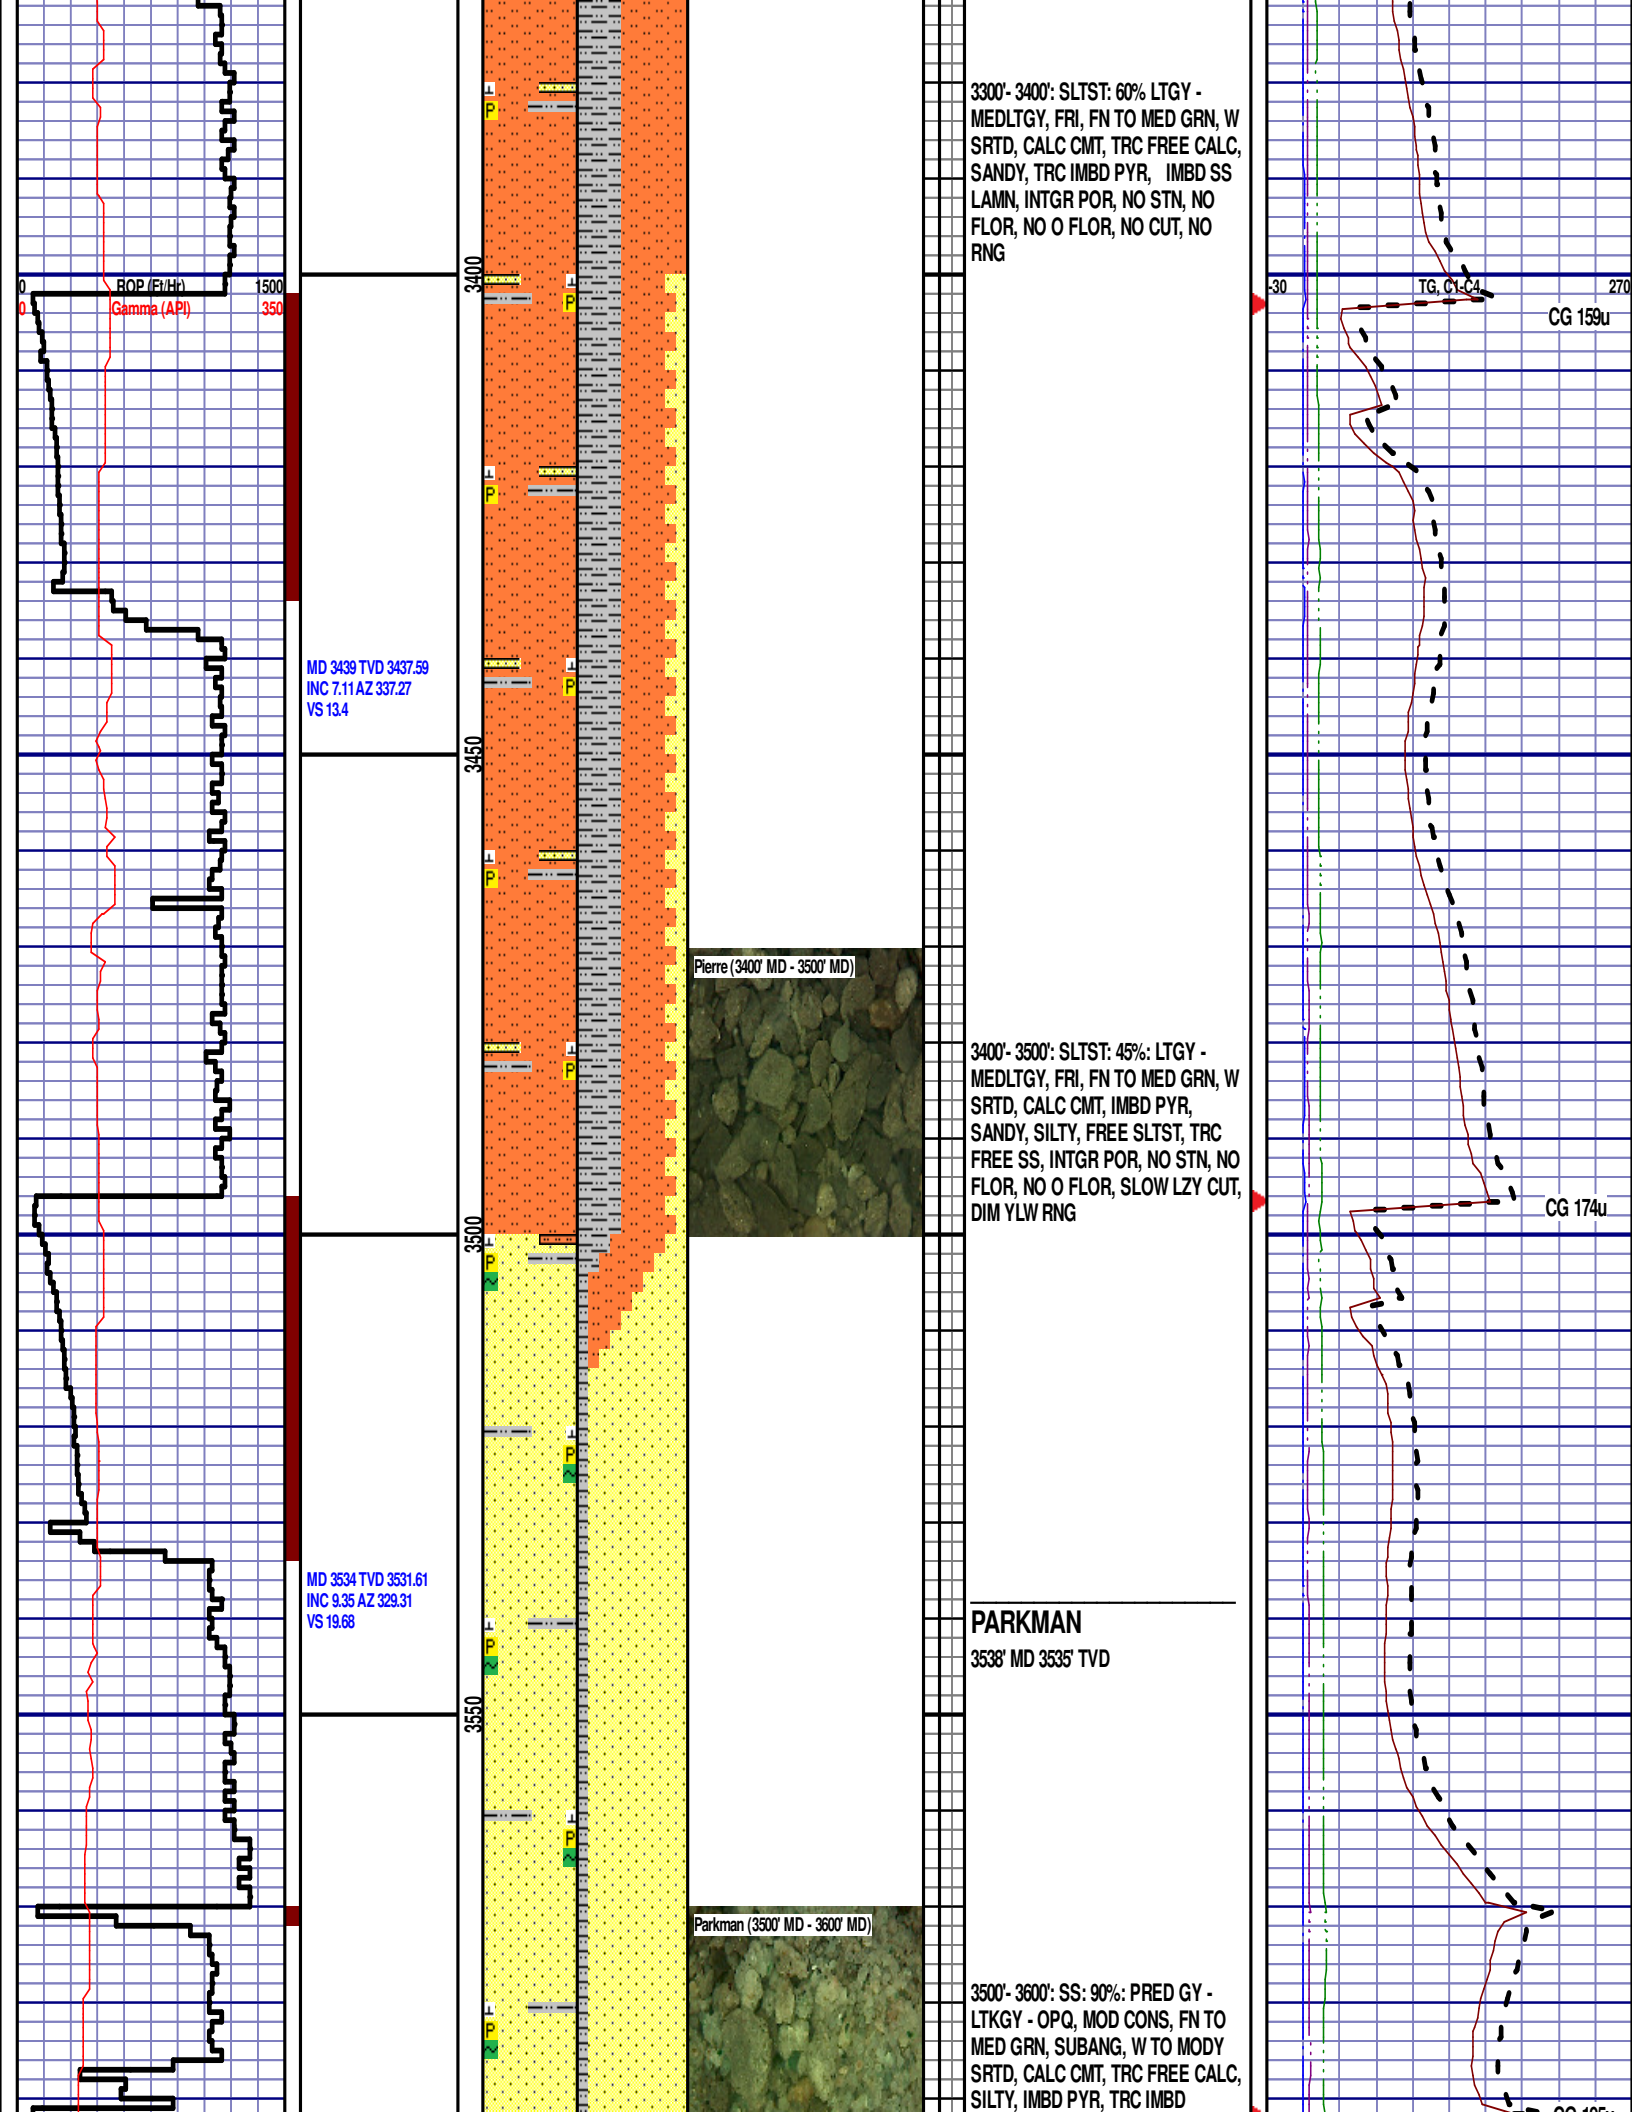 3300'- 3400': SLTST: 60% LTGY -
MEDLTGY, FRI, FN TO MED GRN, W
SRTD, CALC CMT, TRC FREE CALC,
SANDY, TRC IMBD PYR, IMBD SS
LAMN, INTGR POR, NO STN, NO
FLOR, NO O FLOR, NO CUT, NO
RNG
3400
0 ROP (Ft/Hr) 1500
0 Gamma (API) 350
-30 TG, C1-C4 270
CG 159u
MD 3439 TVD 3437.59
INC 7.11 AZ 337.27
VS 13.4
3450
Pierre (3400' MD - 3500' MD)
3400'- 3500': SLTST: 45%: LTGY -
MEDLTGY, FRI, FN TO MED GRN, W
SRTD, CALC CMT, IMBD PYR,
SANDY, SILTY, FREE SLTST, TRC
FREE SS, INTGR POR, NO STN, NO
FLOR, NO O FLOR, SLOW LZY CUT,
DIM YLW RNG
CG 174u
3500
MD 3534 TVD 3531.61
INC 9.35 AZ 329.31
VS 19.68
PARKMAN
3538' MD 3535' TVD
3550
Parkman (3500' MD - 3600' MD)
3500'- 3600': SS: 90%: PRED GY -
LTKGY - OPQ, MOD CONS, FN TO
MED GRN, SUBANG, W TO MODY
SRTD, CALC CMT, TRC FREE CALC,
SILTY, IMBD PYR, TRC IMBD
P
P
P
P
P
P
P
P
P
P
P